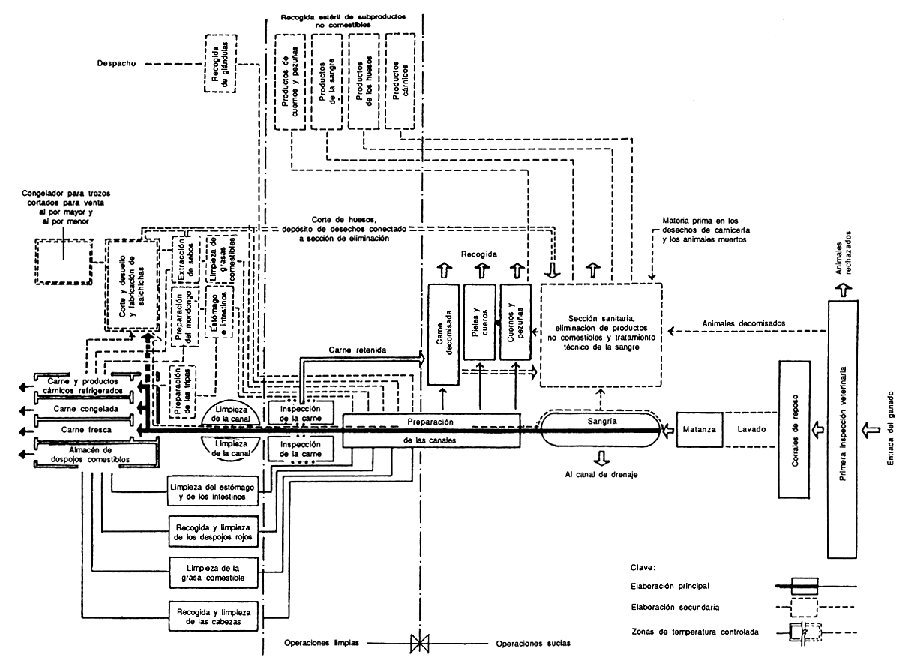 Recogida estéril de subproductos
no comestibles
Despacho
Recogida
de glándulas
Productos de
cuernos y pezuñas
Productos
de la sangre
Productos
de los huesos
Productos
cárnicos
Congelador para trozos
cortados para venta
al por mayor y
al por menor
Corte y desuello
y fabricación de
salchichas
Extracción
de sebos
Limpieza de
grasas
comestibles
Preparación
del mondongo
Estómago
e intestinos
Preparación
de las tripas
Corte de huesos,
depósito de desechos conectado
a sección de eliminación
Materia prima en los
desechos de carnicería
y los animales muertos
Recogida
Carne
decomisada
Pieles y
cueros
Cuernos y
pezuñas
Sección sanitaria,
eliminación de productos
no comestibles y tratamiento
técnico de la sangre
Animales
rechazados
Animales decomisados
Carne retenida
Carne y productos
cárnicos refrigerados
Carne congelada
Carne fresca
Almacén de
despojos comestibles
Limpieza
de la canal
Limpieza
de la canal
Inspección
de la carne
Inspección
de la carne
Preparación
de las canales
Sangría
Al canal de drenaje
Matanza
Lavado
Corrales de reposo
Primera inspección veterinaria
Entrada del ganado
Limpieza del estómago
y de los intestinos
Recogida y limpieza
de los despojos rojos
Limpieza de la
grasa comestible
Recogida y limpieza
de las cabezas
Operaciones limpias
Operaciones sucias
Clave:
Elaboración principal
Elaboración secundaria
Zonas de temperatura controlada